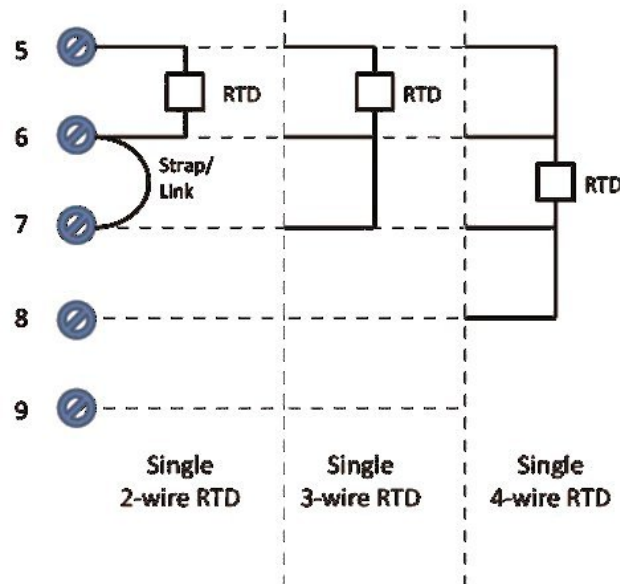 5
RTD
RTD
6
Strap/
Link
RTD
7
8
9
Single
2-wire RTD
Single
3-wire RTD
Single
4-wire RTD